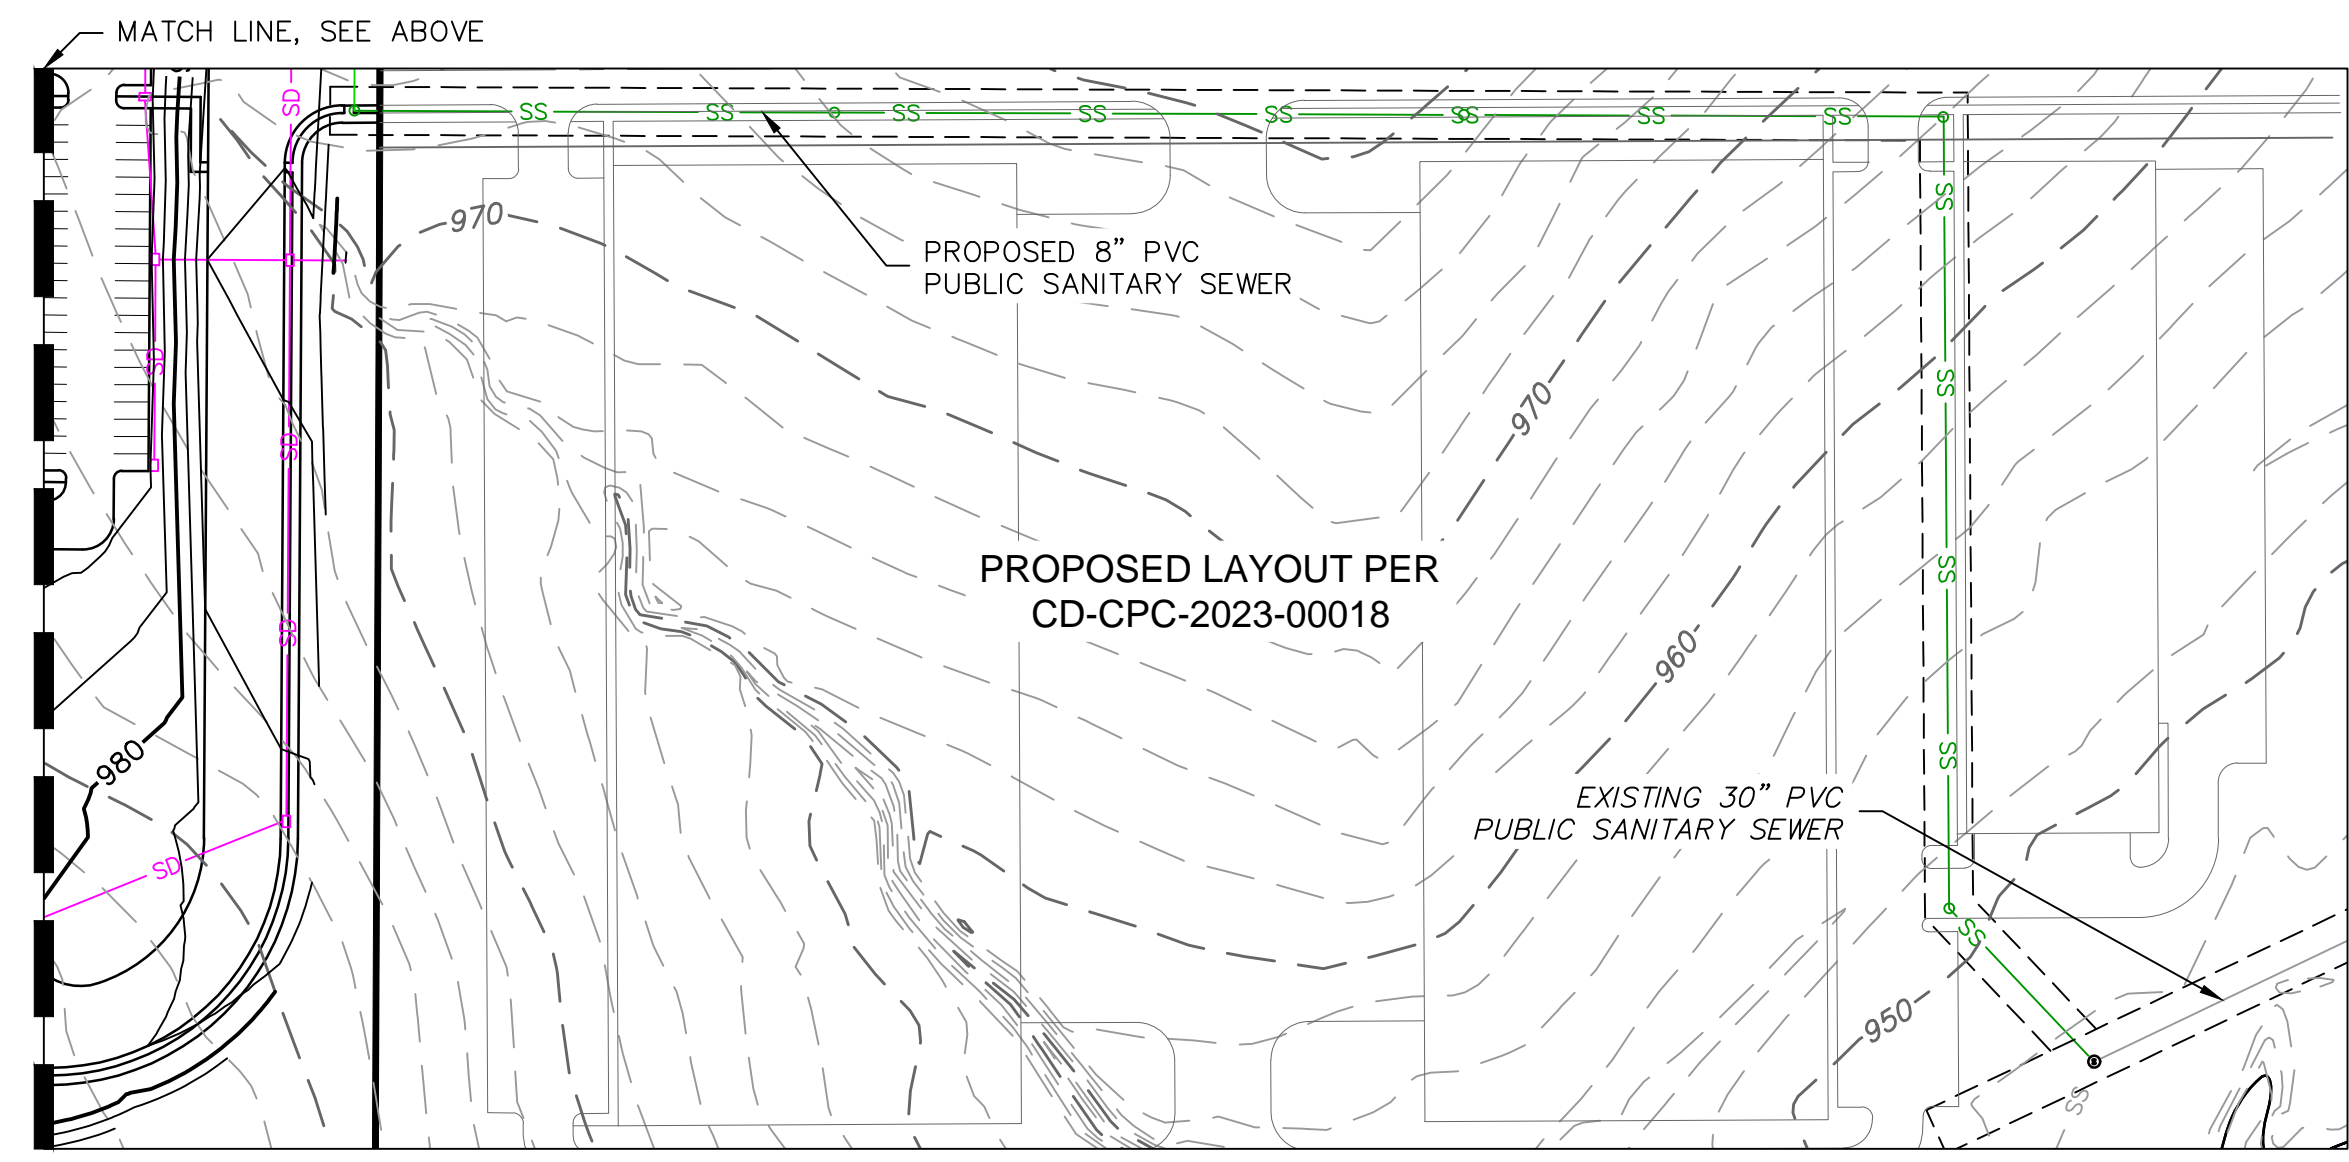 MATCH LINE, SEE ABOVE
SD
SS SS SS SS SS SS SS SS
SS
970
PROPOSED 8" PVC
PUBLIC SANITARY SEWER
SD
SS
970
SD
PROPOSED LAYOUT PER
CD-CPC-2023-00018
SS
SD
960
980
SS
EXISTING 30" PVC
PUBLIC SANITARY SEWER
SD
SS
950
SS